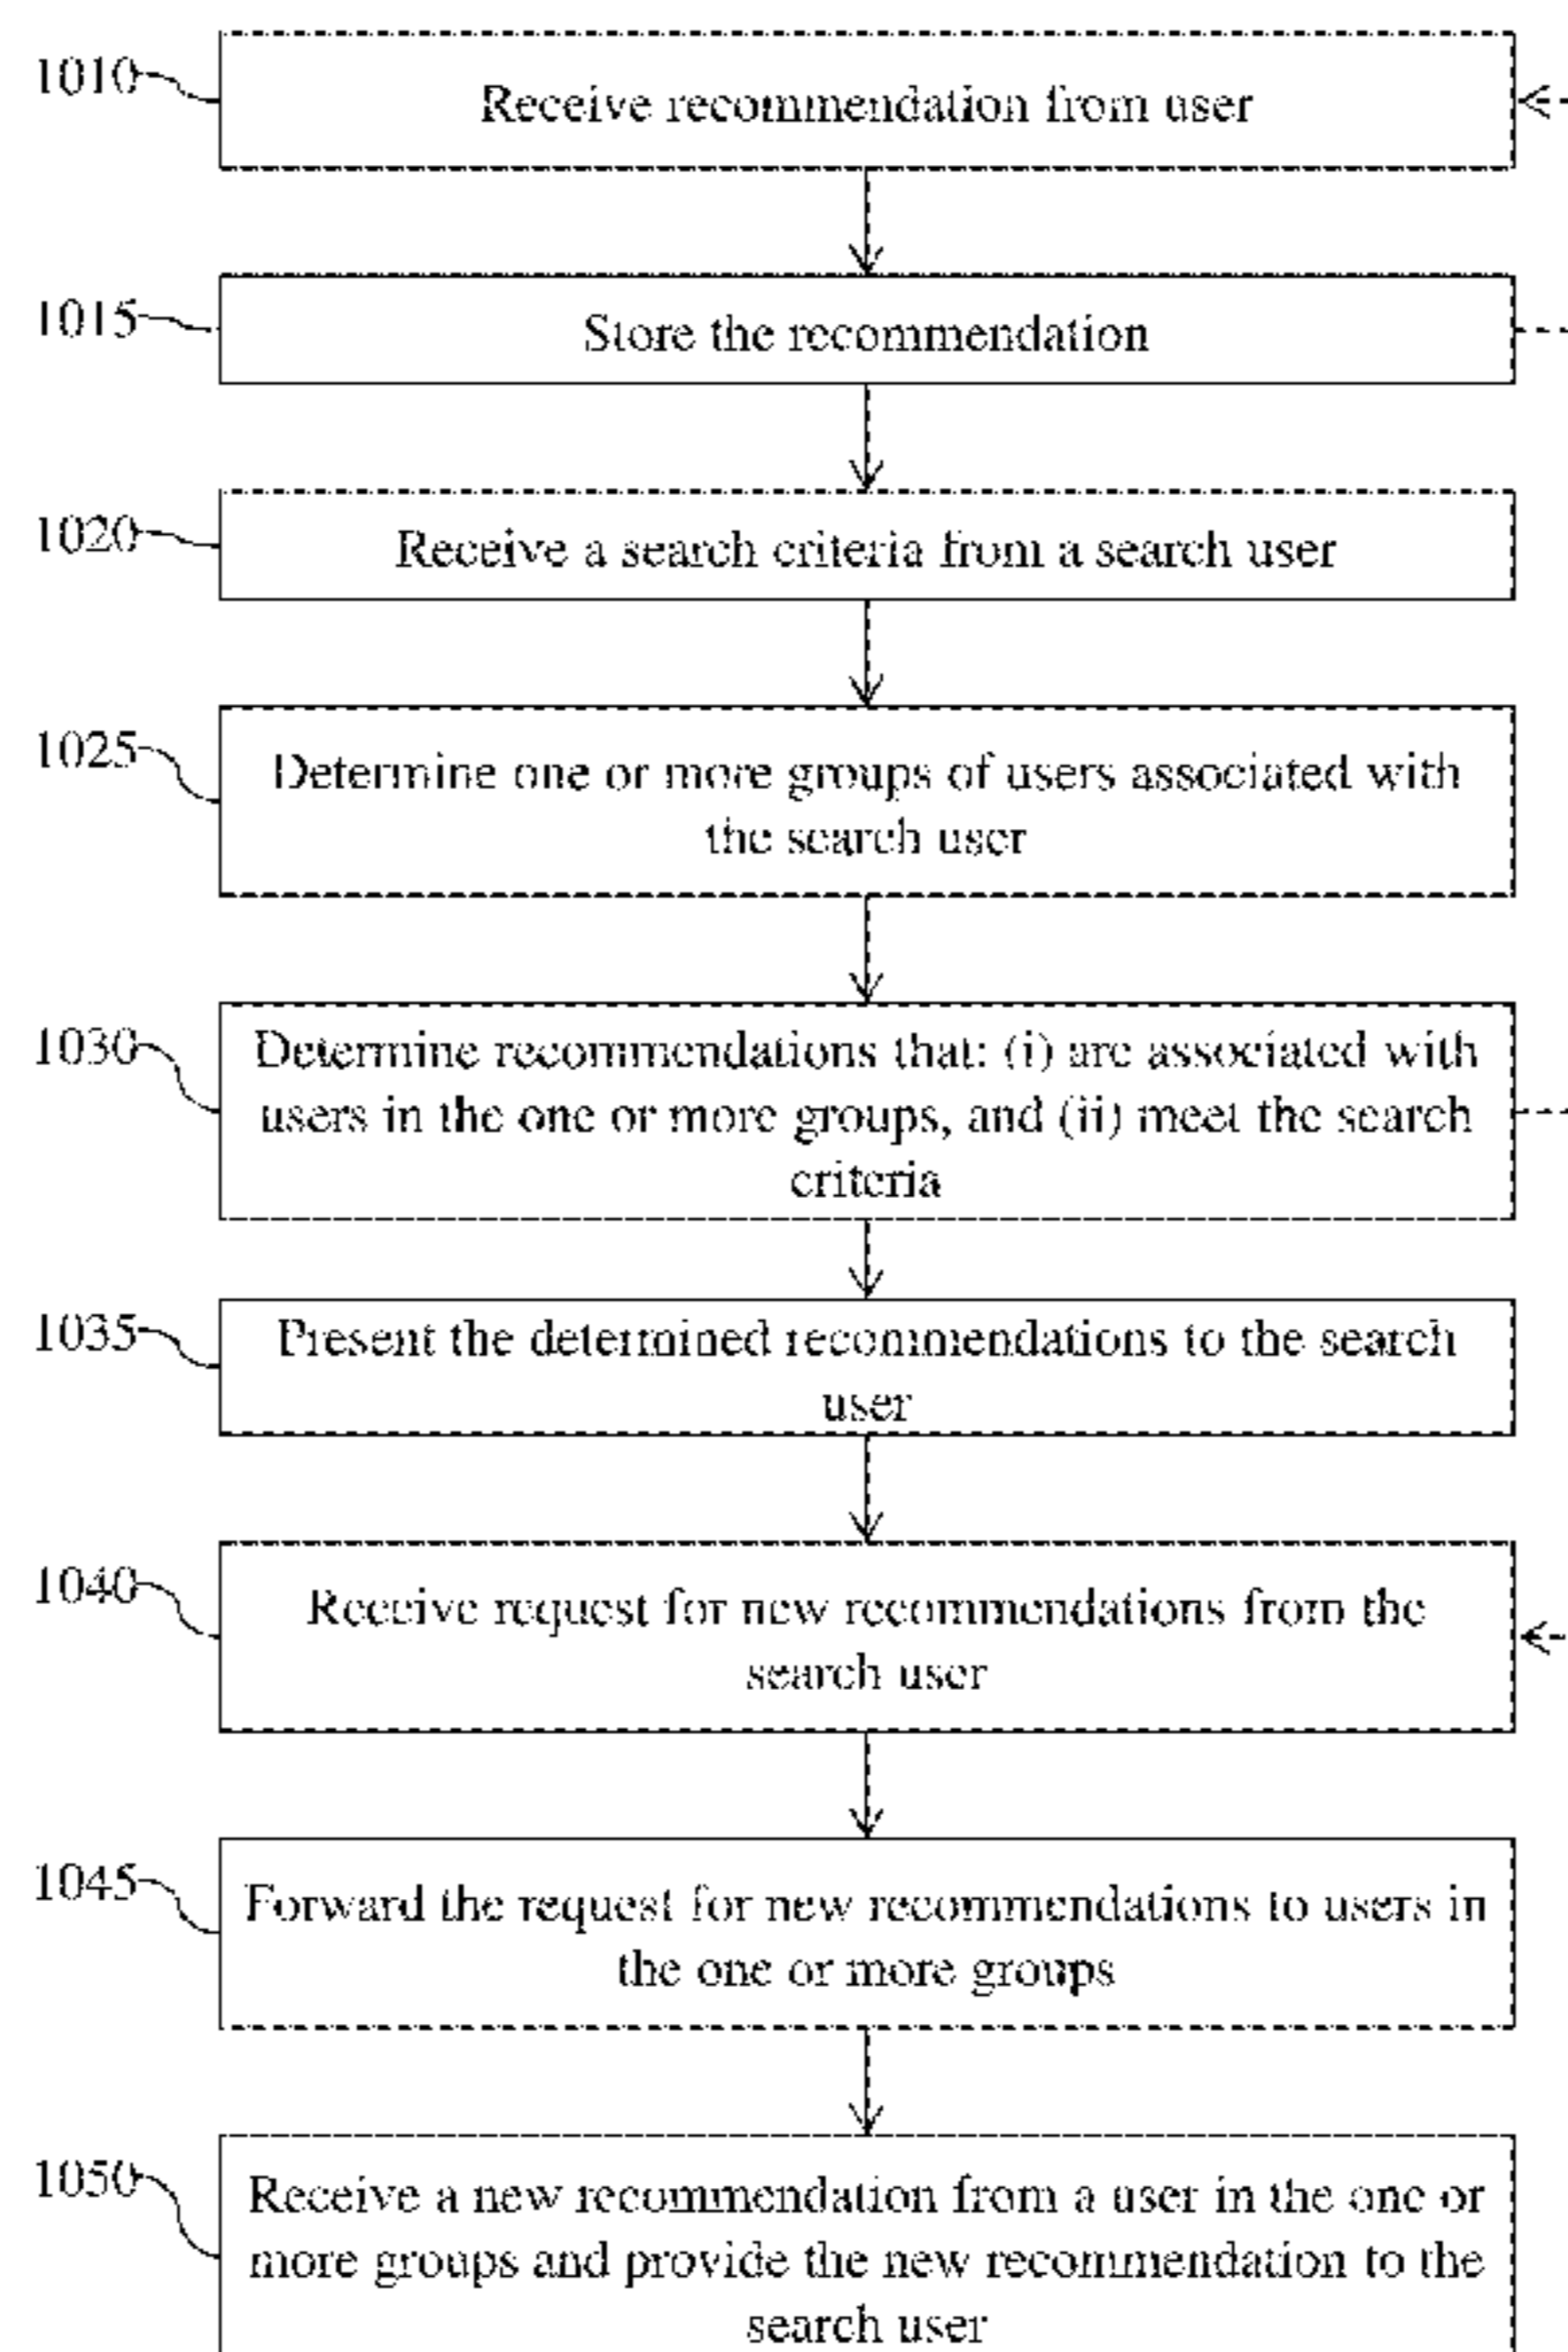 1010
Receive recommendation from user
1015
Store the recommendation
1020
Receive a search criteria from a search user
1025
Determine one or more groups of users associated with
the search user
1030
Determine recommendations that: (i) are associated with
users in the one or more groups, and (ii) meet the search
criteria
1035
Present the determined recommendations to the search
user
1040
Receive request for new recommendations from the
search user
1045
Forward the request for new recommendations to users in
the one or more groups
1050
Receive a new recommendation from a user in the one or
more groups and provide the new recommendation to the
search user